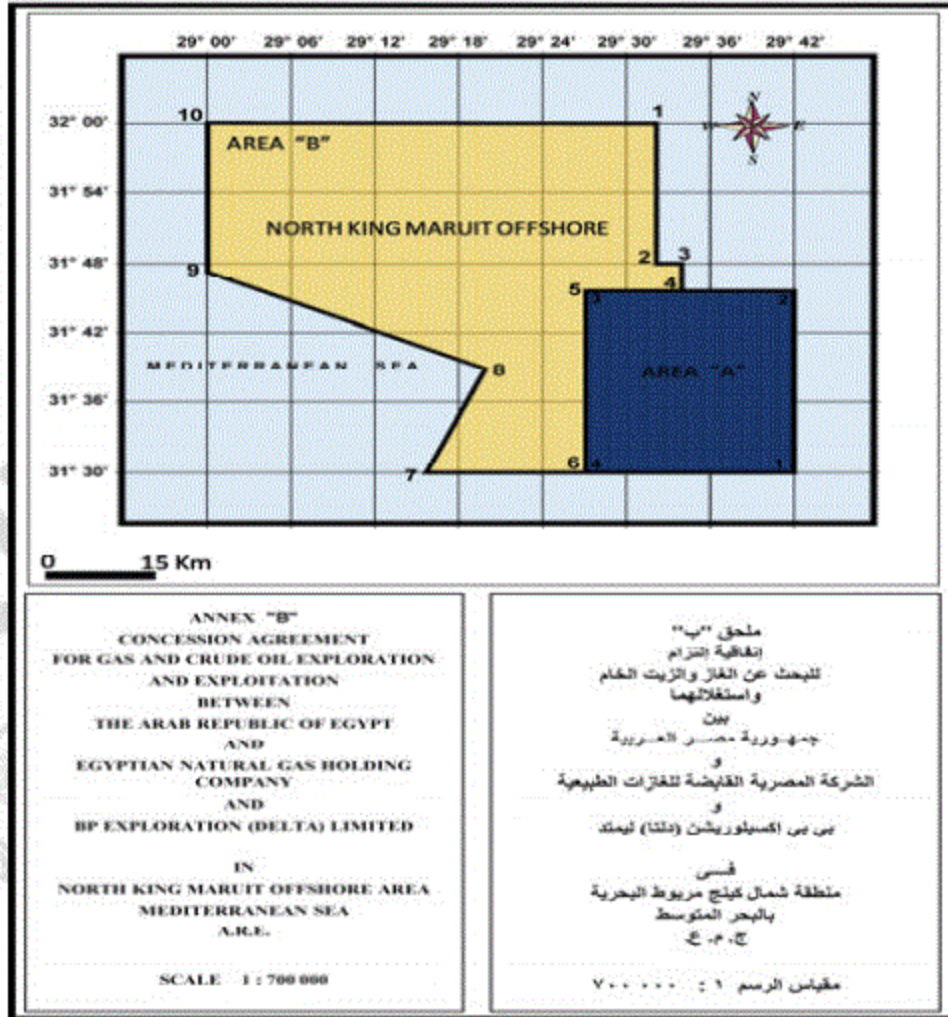 29° 00' 29° 06' 29° 12' 29° 18' 29° 24' 29° 30' 29° 36' 29° 42'
10 1
N
32° 00'
E
S
AREA "B"
31° 54'
NORTH KING MARUIT OFFSHORE
31° 48'
2 3
9
4
5 3 2
31° 42'
MEDITERRANEAN SEA
8
AREA "A"
31° 36'
31° 30'
7 6 4 1
0 15 Km
ANNEX "B"
CONCESSION AGREEMENT
FOR GAS AND CRUDE OIL EXPLORATION
AND EXPLOITATION
BETWEEN
THE ARAB REPUBLIC OF EGYPT
AND
EGYPTIAN NATURAL GAS HOLDING
COMPANY
AND
BP EXPLORATION (DELTA) LIMITED
IN
NORTH KING MARUIT OFFSHORE AREA
MEDITERRANEAN SEA
A.R.E.
SCALE 1 : 700 000
ملحق "ب"
إتفاقية إلتزام
للبحث عن الغاز والزيت الخام
واستغلالهما
بين
جمهورية مصر العربية
و
الشركة المصرية القابضة للغازات الطبيعية
و
بى بى إكسبلوريشن (دلتا) ليمتد
فى
منطقة شمال كينج مريوط البحرية
بالبحر المتوسط
ج. م. ع
مقياس الرسم ١ : ٧٠٠ ٠٠٠